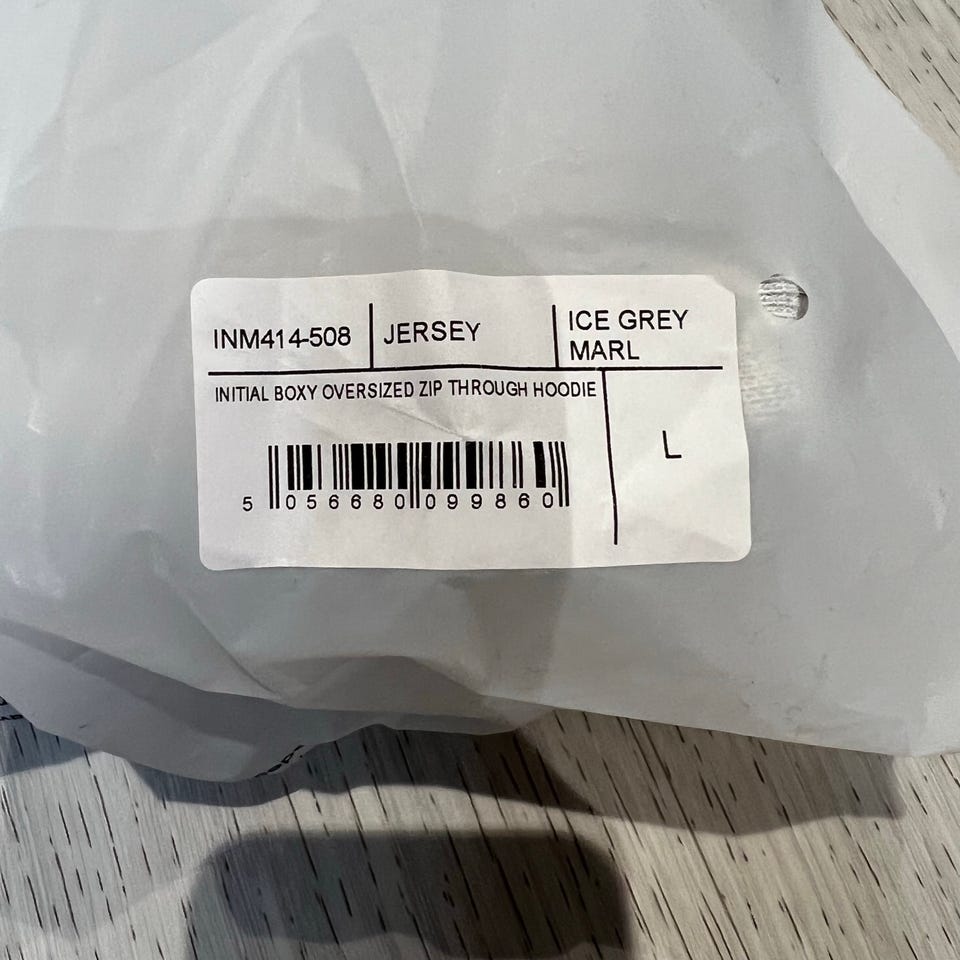 INM414-508
JERSEY
ICE GREY
MARL
INITIAL BOXY OVERSIZED ZIP THROUGH HOODIE
L
5 056680 099860